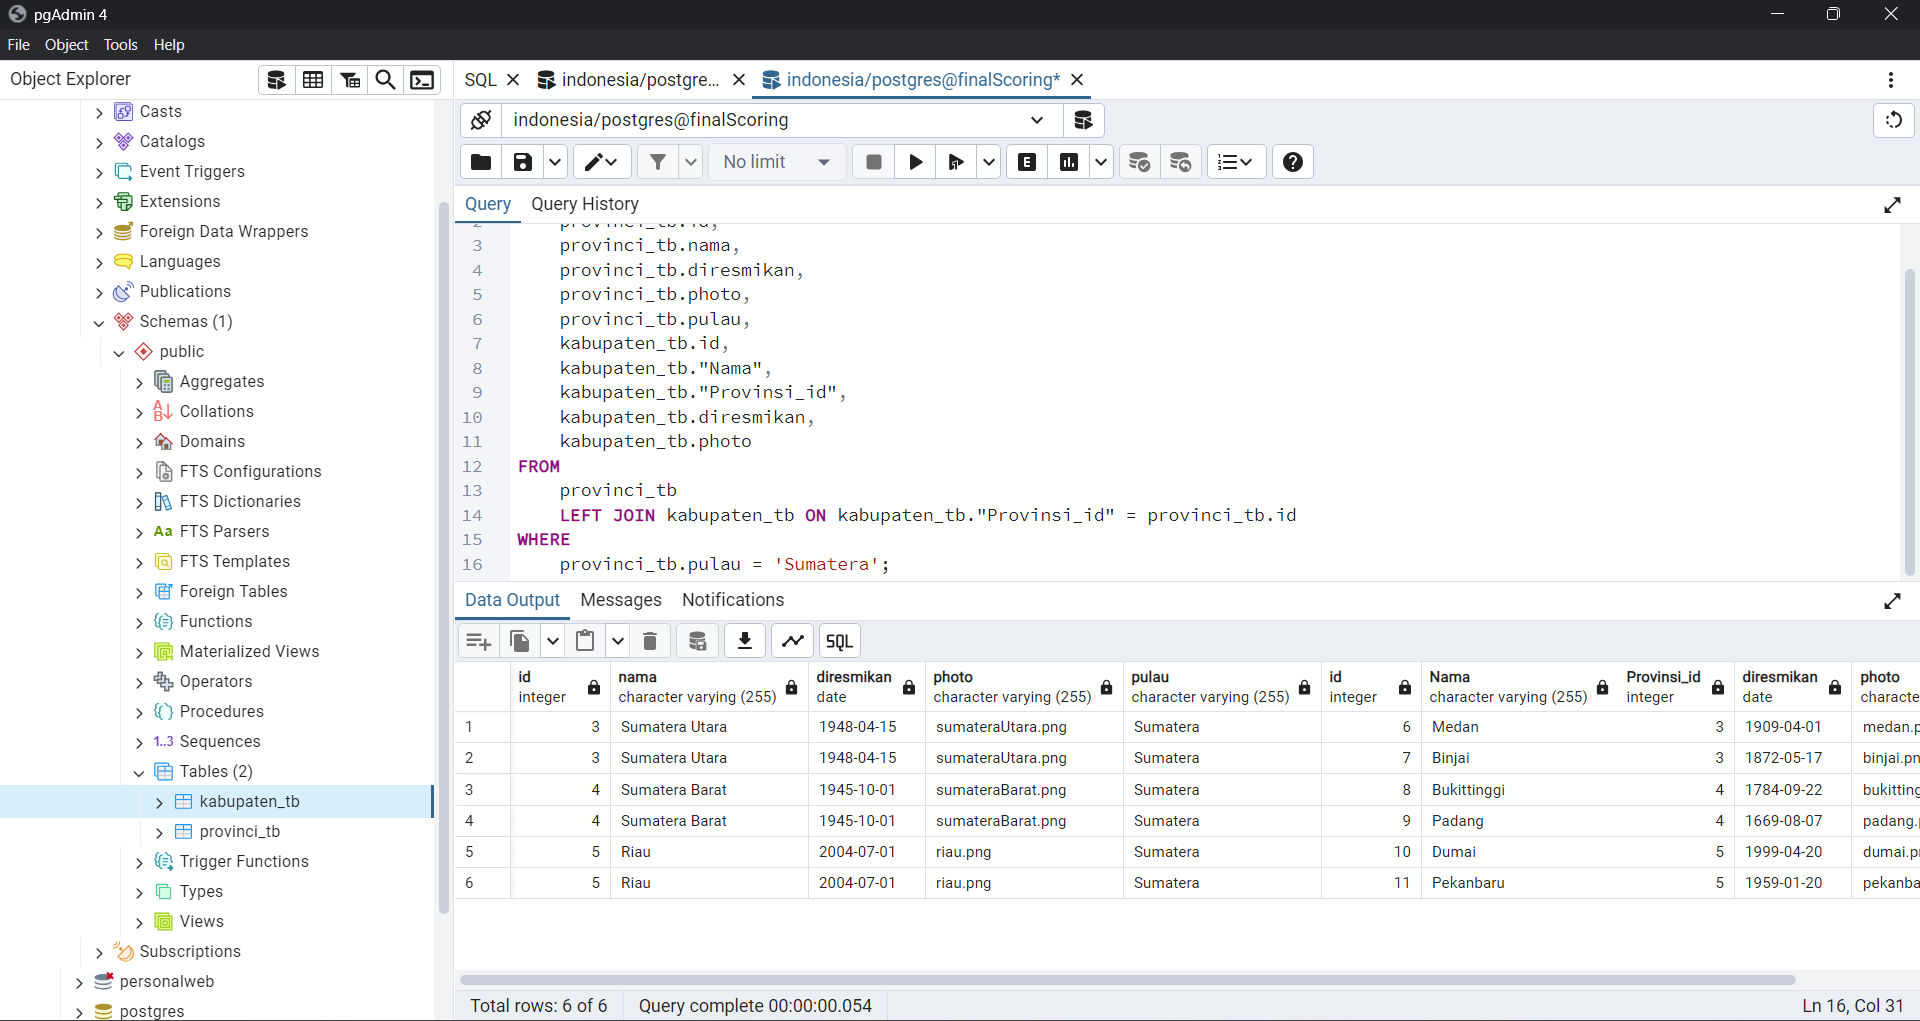 pgAdmin 4
File Object Tools Help
Object Explorer
SQL indonesia/postgre... indonesia/postgres@finalScoring*
indonesia/postgres@finalScoring
No limit
E
Query Query History
Casts
Catalogs
Event Triggers
Extensions
Foreign Data Wrappers
Languages
Publications
Schemas (1)
public
Aggregates
Collations
Domains
FTS Configurations
FTS Dictionaries
Aa FTS Parsers
FTS Templates
Foreign Tables
Functions
Materialized Views
Operators
Procedures
1..3 Sequences
Tables (2)
kabupaten_tb
provinci_tb
Trigger Functions
Types
Views
Subscriptions
personalweb
postgres
2 provinci_tb.id,
3 provinci_tb.nama,
4 provinci_tb.diresmikan,
5 provinci_tb.photo,
6 provinci_tb.pulau,
7 kabupaten_tb.id,
8 kabupaten_tb."Nama",
9 kabupaten_tb."Provinsi_id",
10 kabupaten_tb.diresmikan,
11 kabupaten_tb.photo
12 FROM
13 provinci_tb
14 LEFT JOIN kabupaten_tb ON kabupaten_tb."Provinsi_id" = provinci_tb.id
15 WHERE
16 provinci_tb.pulau = 'Sumatera';
Data Output Messages Notifications
SQL
id nama diresmikan photo pulau id Nama Provinsi_id diresmikan photo
integer character varying (255) date character varying (255) character varying (255) integer character varying (255) integer date characte
1 3 Sumatera Utara 1948-04-15 sumateraUtara.png Sumatera 6 Medan 3 1909-04-01 medan.p
2 3 Sumatera Utara 1948-04-15 sumateraUtara.png Sumatera 7 Binjai 3 1872-05-17 binjai.pn
3 4 Sumatera Barat 1945-10-01 sumateraBarat.png Sumatera 8 Bukittinggi 4 1784-09-22 bukitting
4 4 Sumatera Barat 1945-10-01 sumateraBarat.png Sumatera 9 Padang 4 1669-08-07 padang.
5 5 Riau 2004-07-01 riau.png Sumatera 10 Dumai 5 1999-04-20 dumai.p
6 5 Riau 2004-07-01 riau.png Sumatera 11 Pekanbaru 5 1959-01-20 pekanba
Total rows: 6 of 6 Query complete 00:00:00.054 Ln 16, Col 31